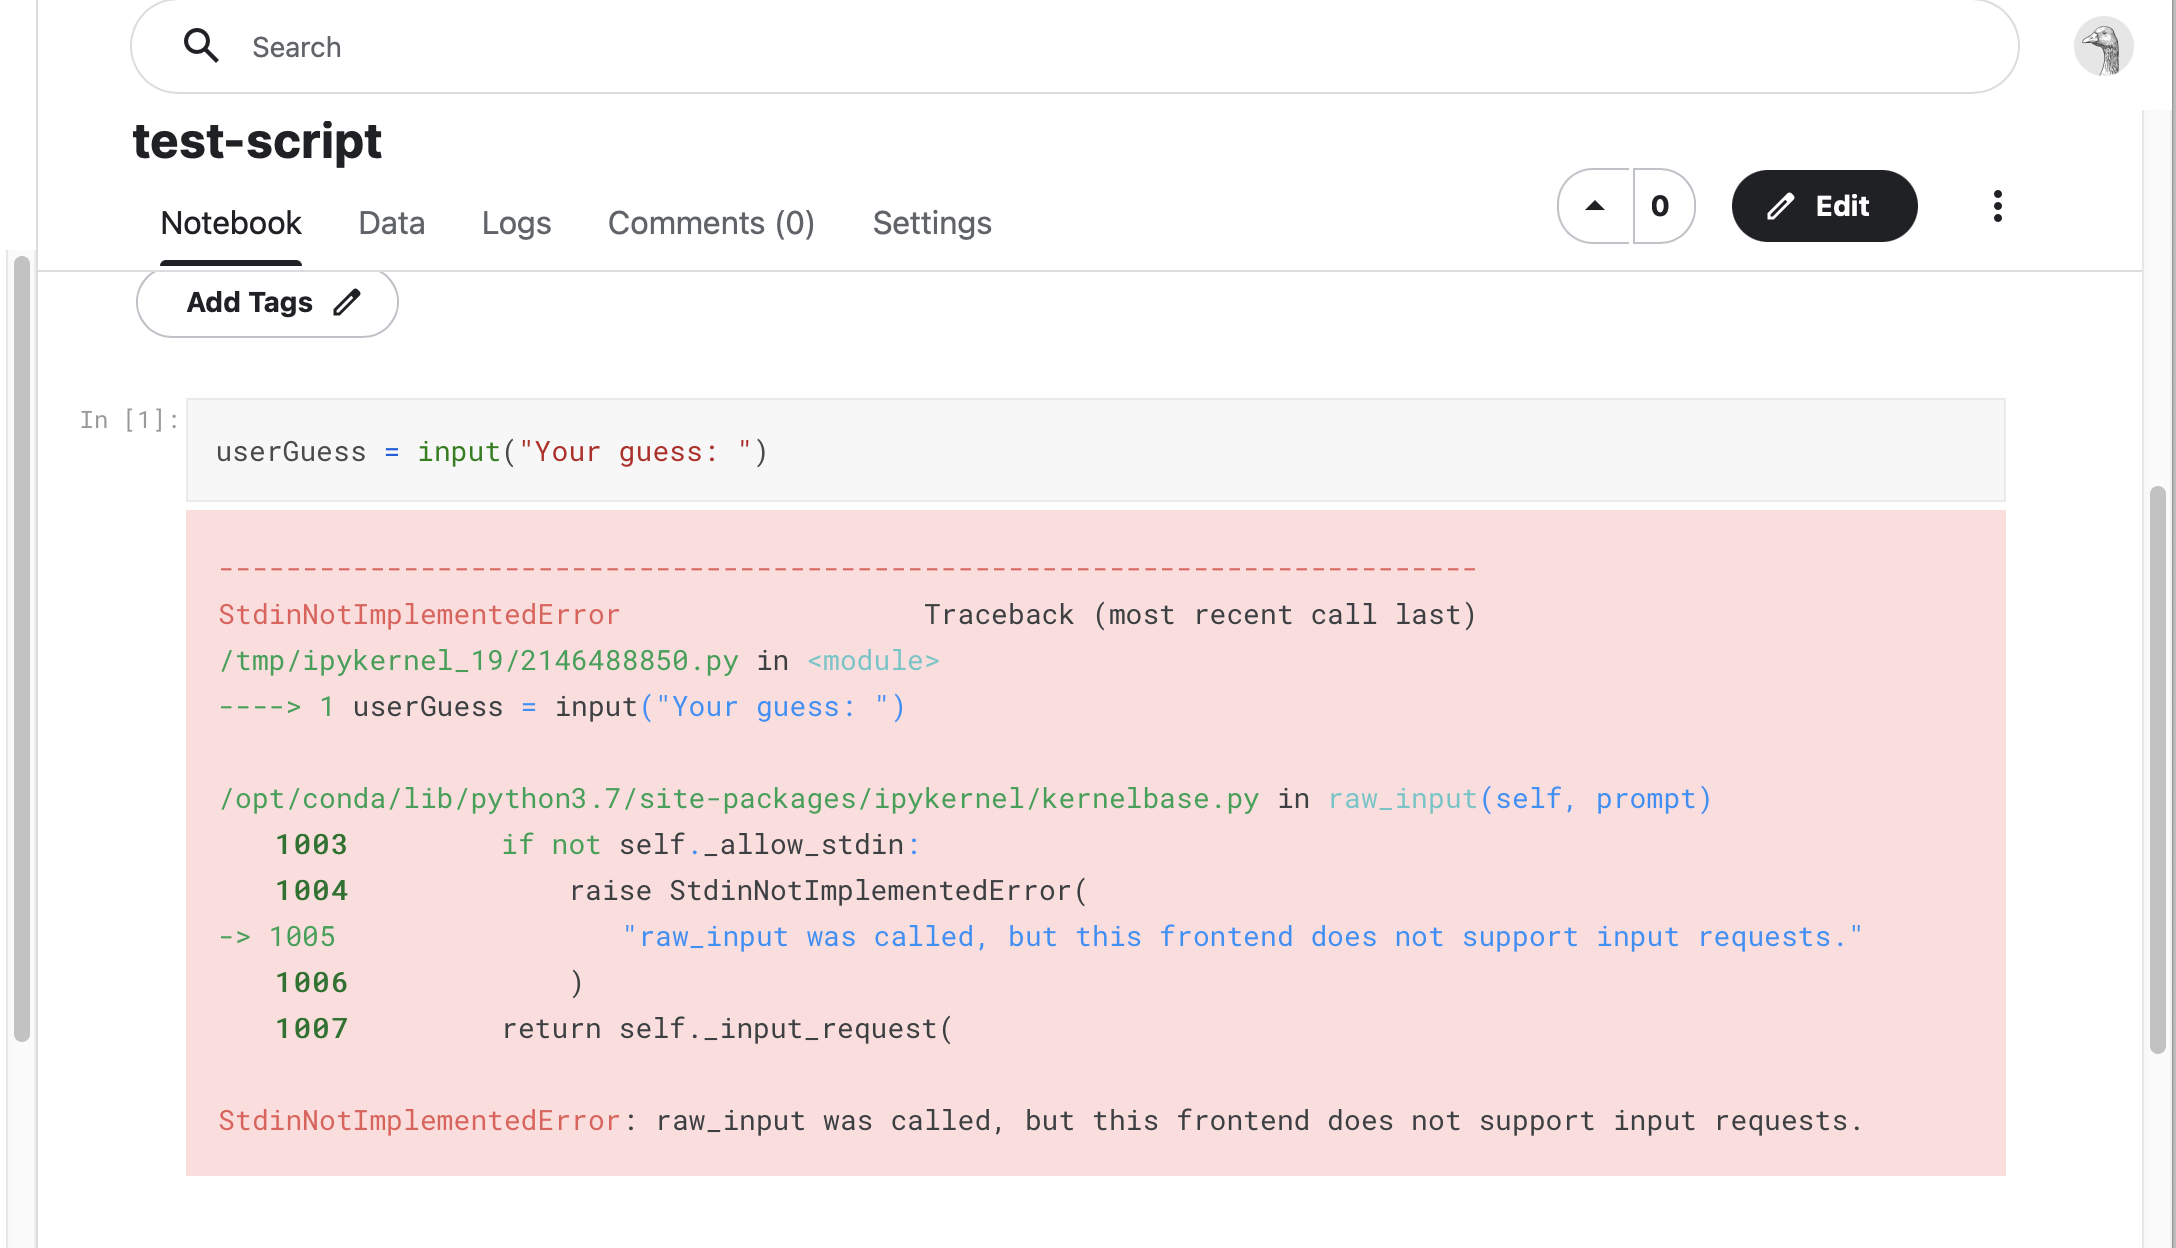 Search
test-script
Notebook Data Logs Comments (0) Settings 0 Edit
Add Tags
In [1]:
userGuess = input("Your guess: ")
---------------------------------------------------------------------------
StdinNotImplementedError                  Traceback (most recent call last)
/tmp/ipykernel_19/2146488850.py in <module>
----> 1 userGuess = input("Your guess: ")
/opt/conda/lib/python3.7/site-packages/ipykernel/kernelbase.py in raw_input(self, prompt)
   1003         if not self._allow_stdin:
   1004             raise StdinNotImplementedError(
-> 1005                 "raw_input was called, but this frontend does not support input requests."
   1006             )
   1007         return self._input_request(
StdinNotImplementedError: raw_input was called, but this frontend does not support input requests.